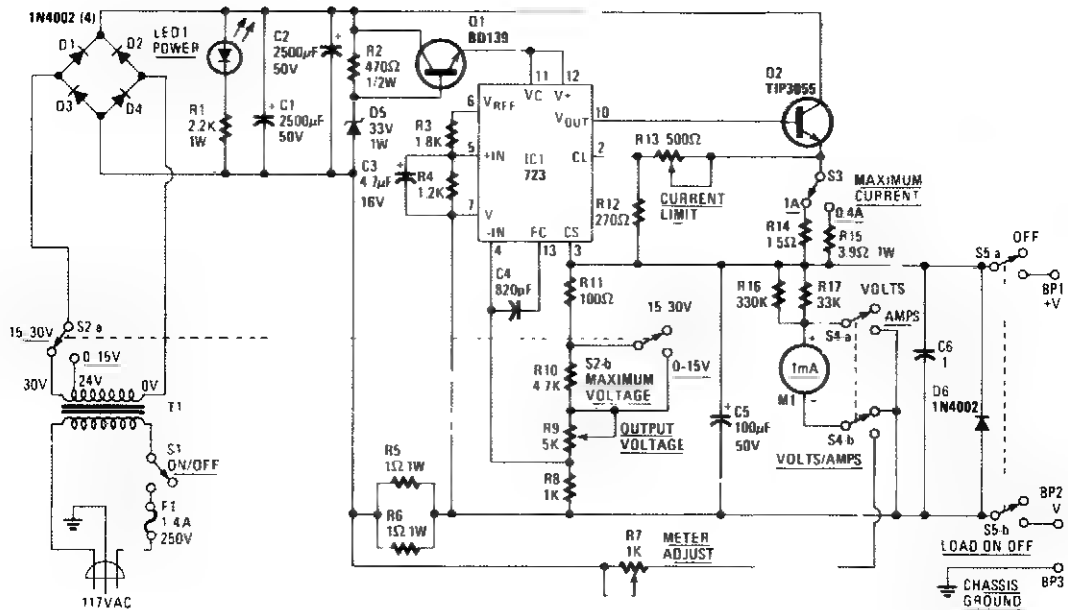 1N4002 (4)
D1
D2
D3
D4
LED1
POWER
R1
2.2K
1W
C2
2500µF
50V
C1
2500µF
50V
+
+
R2
470Ω
1/2W
Q1
BD139
D5
33V
1W
C3
4.7µF
16V
+
R3
1.8K
R4
1.2K
11
12
VC
V+
6
VREF
VOUT
10
5
+IN
IC1
723
CL
2
7
V
-IN
FC
CS
4
13
3
C4
820pF
R13 500Ω
CURRENT
LIMIT
R12
270Ω
Q2
TIP3055
S3
MAXIMUM
CURRENT
1A
0.4A
R14
1.5Ω
R15
3.9Ω 1W
R11
100Ω
15 30V
0-15V
S2-b
MAXIMUM
VOLTAGE
R10
4.7K
R9
5K
OUTPUT
VOLTAGE
R8
1K
R16
330K
R17
33K
VOLTS
AMPS
S4-a
+
1mA
M1
-
S4-b
VOLTS/AMPS
C5
100µF
50V
+
C6
1
D6
1N4002
S5a
OFF
BP1
+V
BP2
V
S5-b
LOAD ON OFF
BP3
CHASSIS
GROUND
R5
1Ω 1W
R6
1Ω 1W
R7
1K
METER
ADJUST
S2 a
15 30V
0-15V
30V
24V
0V
T1
S1
ON/OFF
F1
1.4A
250V
117VAC